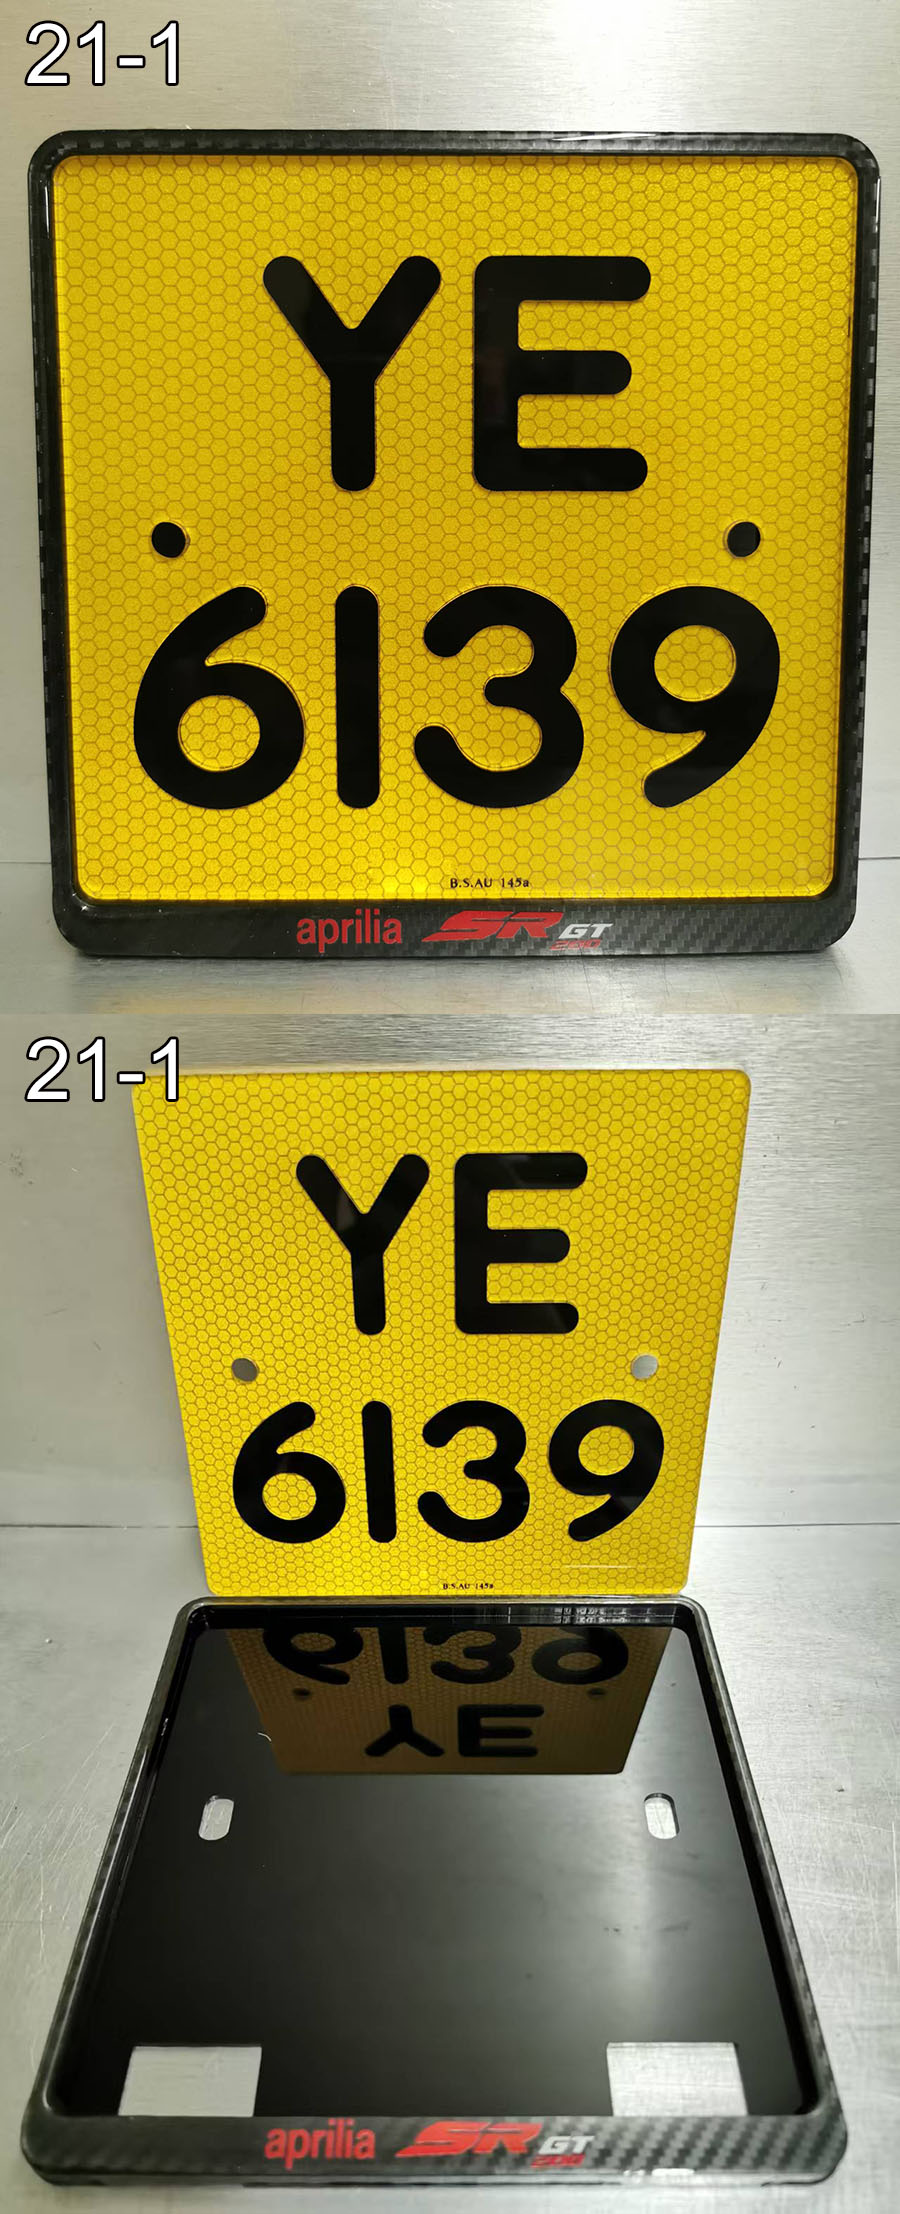 21-1
YE
6139
B.S.AU 145a
aprilia SR GT
21-1
YE
6139
B.S.AU 145a
aprilia SR GT